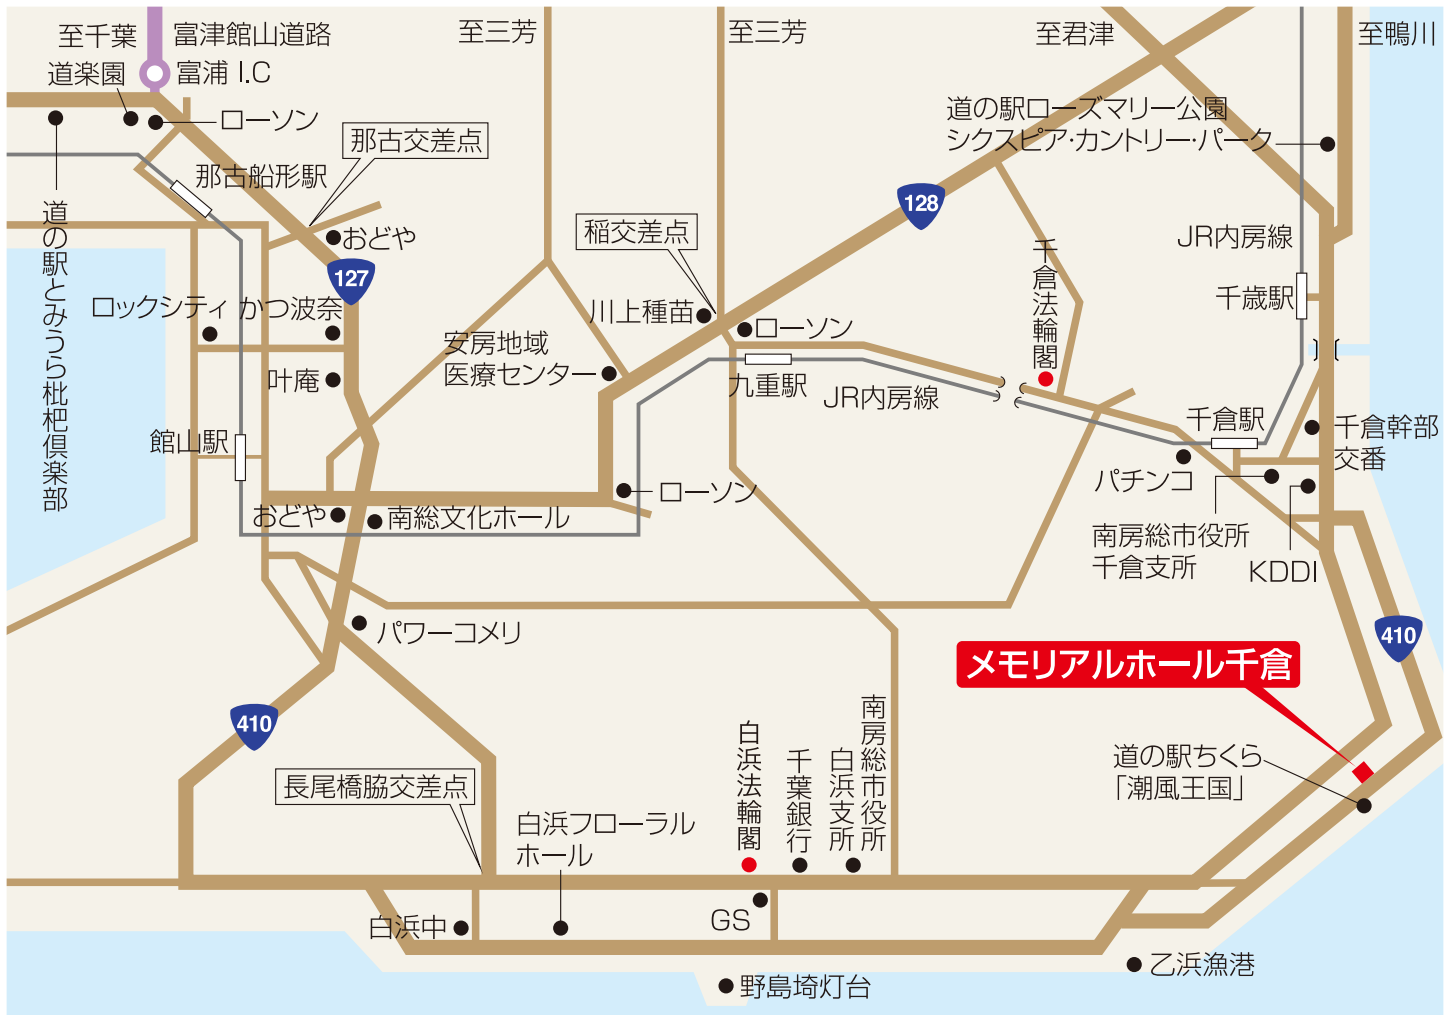 至千葉
富津館山道路
至三芳
至三芳
至君津
至鴨川
道楽園
富浦 I.C
ローソン
那古交差点
道の駅ローズマリー公園
シクスピア・カントリー・パーク
那古船形駅
道の駅とみうら枇杷倶楽部
おどや
128
稲交差点
千倉法輪閣
JR内房線
127
千歳駅
ロックシティ
かつ波奈
川上種苗
ローソン
安房地域
医療センター
叶庵
九重駅
JR内房線
館山駅
千倉駅
千倉幹部
交番
パチンコ
ローソン
おどや
南総文化ホール
南房総市役所
千倉支所
KDDI
パワーコメリ
410
メモリアルホール千倉
410
白浜法輪閣
千葉銀行
南房総市役所
白浜支所
道の駅ちくら
「潮風王国」
長尾橋脇交差点
白浜フローラル
ホール
白浜中
GS
乙浜漁港
野島埼灯台